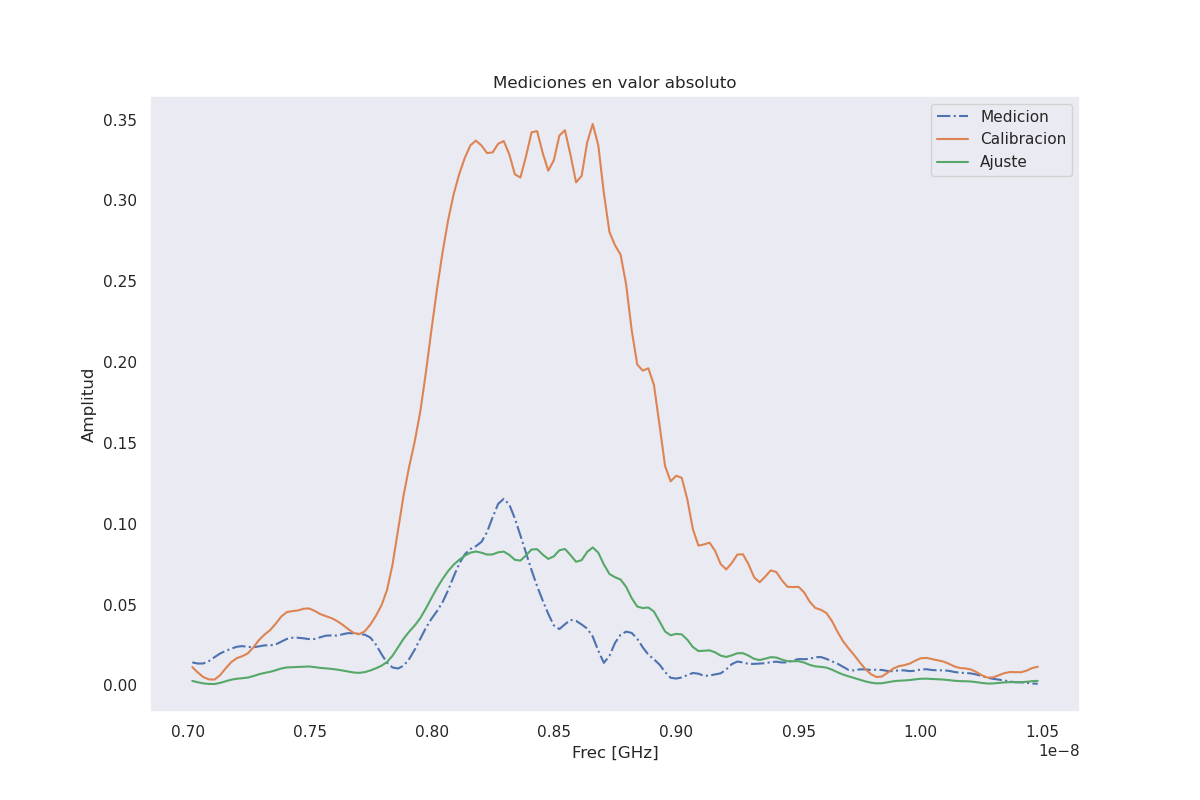 Mediciones en valor absoluto
Medicion
Calibracion
Ajuste
Amplitud
0.35
0.30
0.25
0.20
0.15
0.10
0.05
0.00
0.70 0.75 0.80 0.85 0.90 0.95 1.00 1.05
1e−8
Frec [GHz]